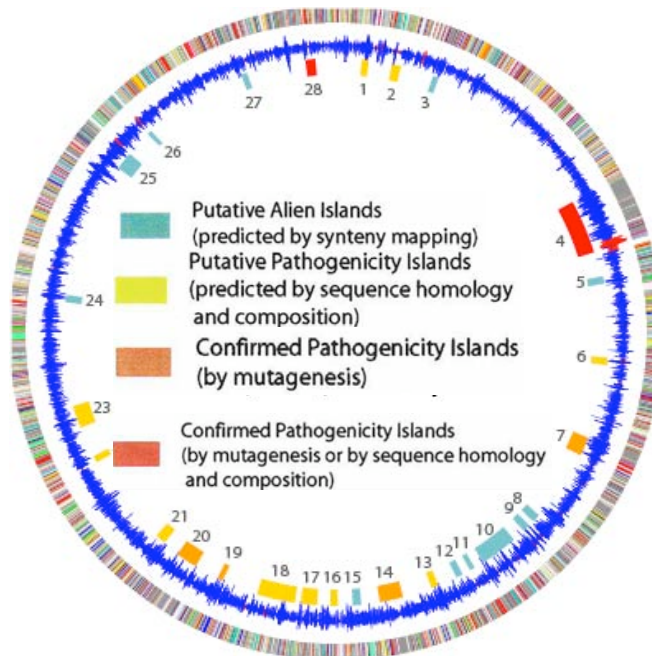 28
1
2
3
27
26
25
Putative Alien Islands
(predicted by synteny mapping)
4
Putative Pathogenicity Islands
5
(predicted by sequence homology
24
and composition)
Confirmed Pathogenicity Islands
6
(by mutagenesis)
23
Confirmed Pathogenicity Islands
7
(by mutagenesis or by sequence homology
and composition)
8
9
21
10
20
11
12
19
13
18
17
16
15
14